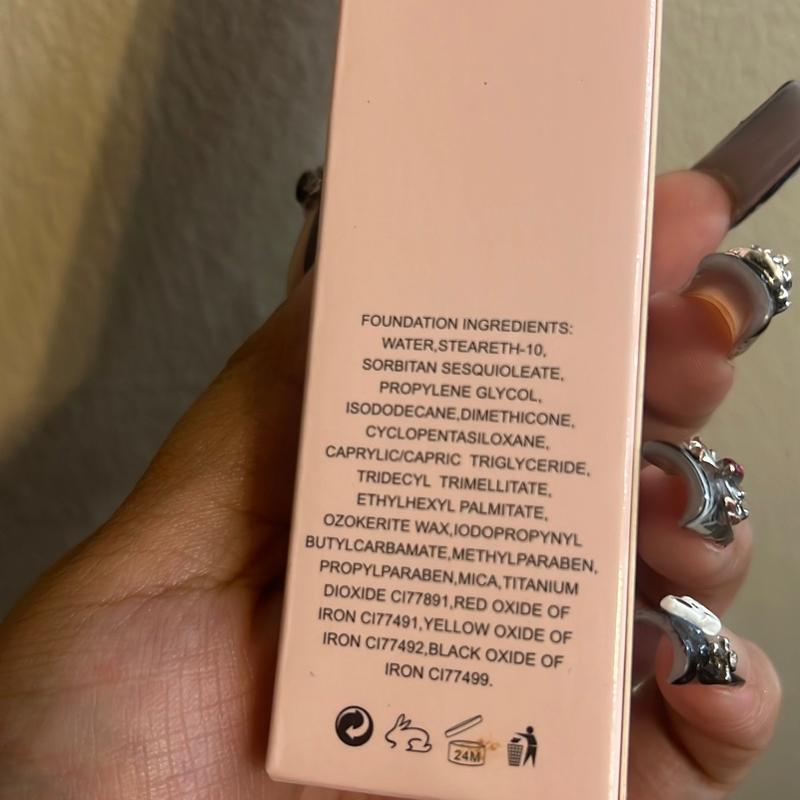 FOUNDATION INGREDIENTS:
WATER,STEARETH-10,
SORBITAN SESQUIOLEATE,
PROPYLENE GLYCOL,
ISODODECANE,DIMETHICONE,
CYCLOPENTASILOXANE,
CAPRYLIC/CAPRIC TRIGLYCERIDE,
TRIDECYL TRIMELLITATE,
ETHYLHEXYL PALMITATE,
OZOKERITE WAX,IODOPROPYNYL
BUTYLCARBAMATE,METHYLPARABEN,
PROPYLPARABEN,MICA,TITANIUM
DIOXIDE CI77891,RED OXIDE OF
IRON CI77491,YELLOW OXIDE OF
IRON CI77492,BLACK OXIDE OF
IRON CI77499.
24M